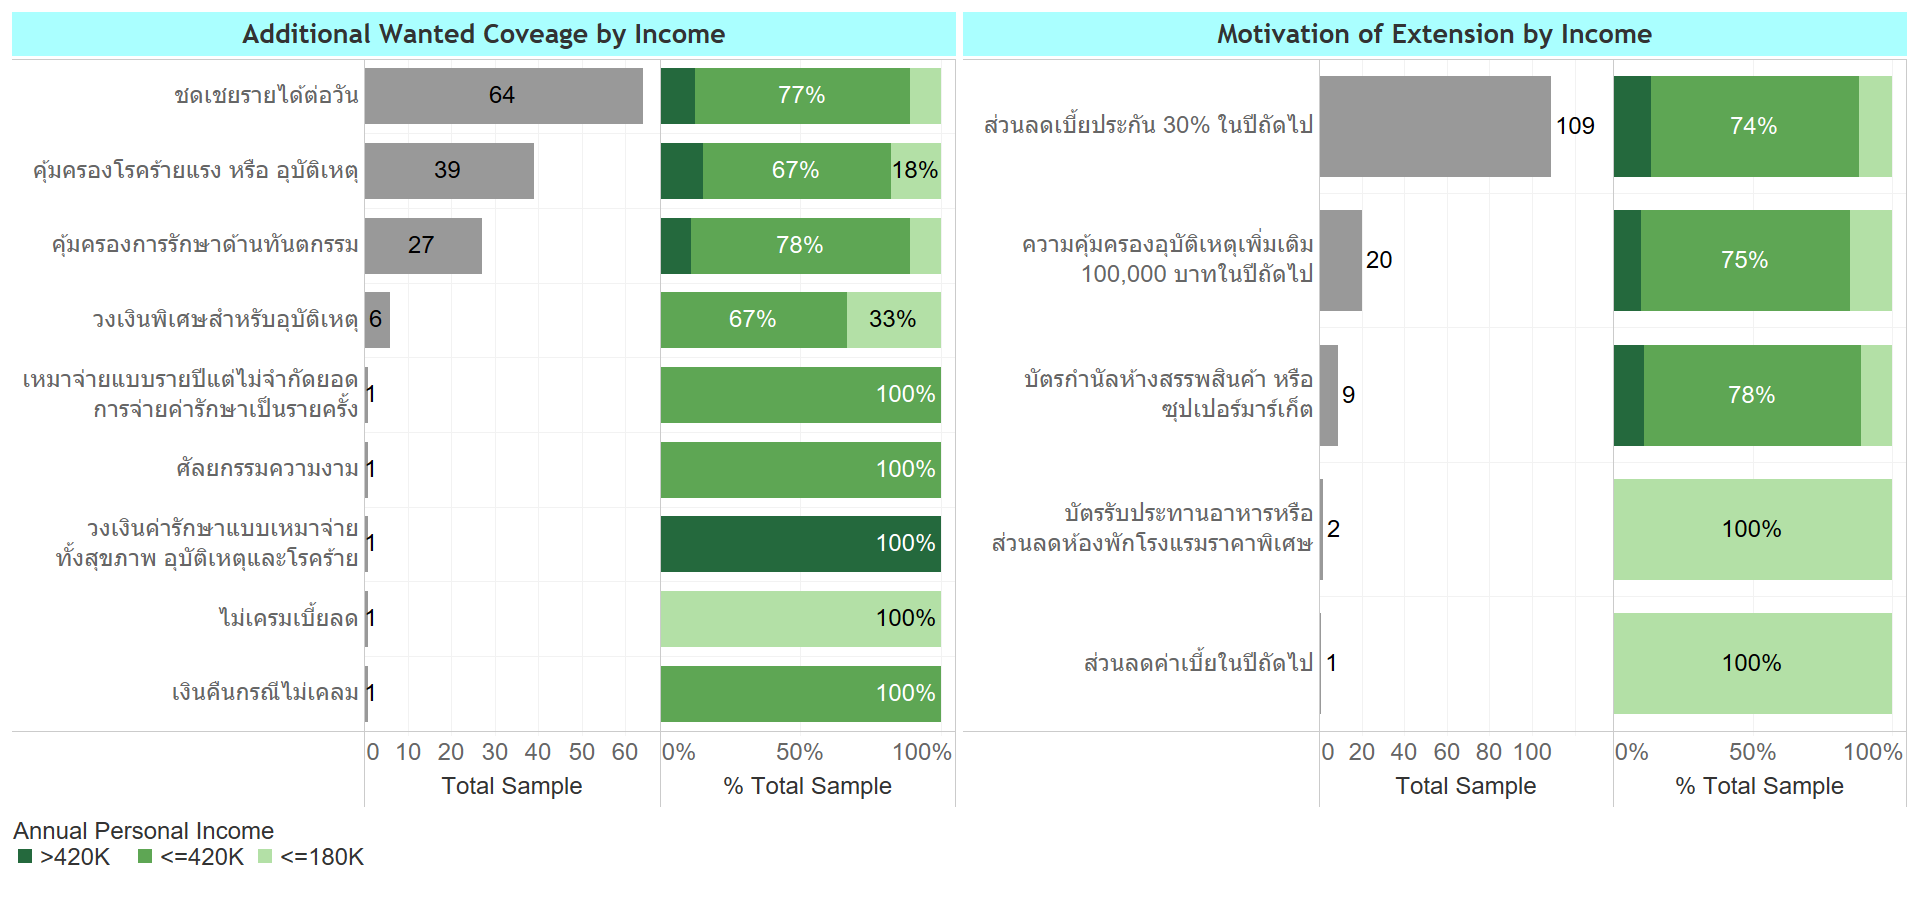 Additional Wanted Coveage by Income
ชดเชยรายได้ต่อวัน
64
77%
คุ้มครองโรคร้ายแรง หรือ อุบัติเหตุ
39
67%
18%
คุ้มครองการรักษาด้านทันตกรรม
27
78%
วงเงินพิเศษสำหรับอุบัติเหตุ
6
67%
33%
เหมาจ่ายแบบรายปีแต่ไม่จำกัดยอด
การจ่ายค่ารักษาเป็นรายครั้ง
1
100%
ศัลยกรรมความงาม
1
100%
วงเงินค่ารักษาแบบเหมาจ่าย
ทั้งสุขภาพ อุบัติเหตุและโรคร้าย
1
100%
ไม่เครมเบี้ยลด
1
100%
เงินคืนกรณีไม่เคลม
1
100%
0 10 20 30 40 50 60
0% 50% 100%
Total Sample
% Total Sample
Motivation of Extension by Income
ส่วนลดเบี้ยประกัน 30% ในปีถัดไป
109
74%
ความคุ้มครองอุบัติเหตุเพิ่มเติม
100,000 บาทในปีถัดไป
20
75%
บัตรกำนัลห้างสรรพสินค้า หรือ
ซุปเปอร์มาร์เก็ต
9
78%
บัตรรับประทานอาหารหรือ
ส่วนลดห้องพักโรงแรมราคาพิเศษ
2
100%
ส่วนลดค่าเบี้ยในปีถัดไป
1
100%
0 20 40 60 80 100
0% 50% 100%
Total Sample
% Total Sample
Annual Personal Income
>420K <=420K <=180K